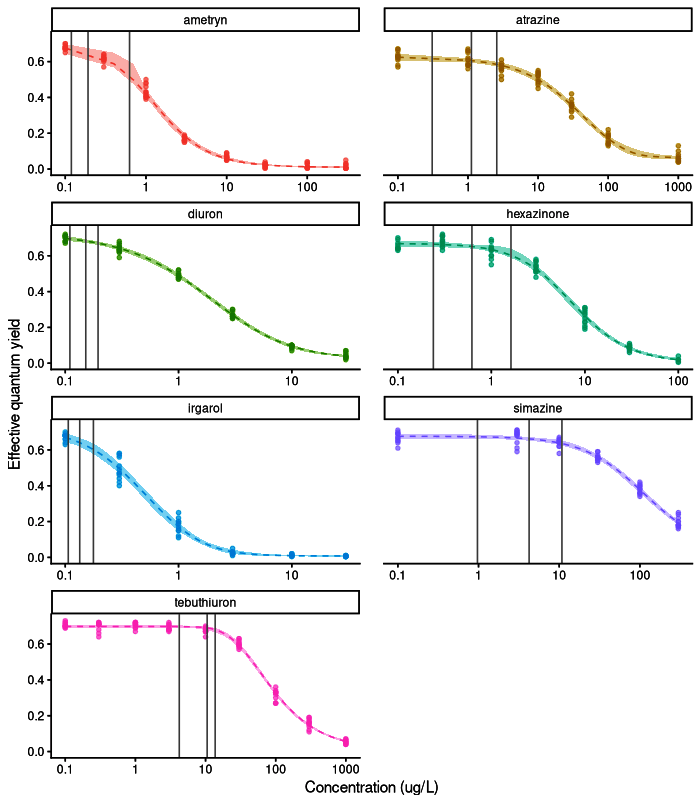 ametryn
atrazine
0.6
0.4
0.2
0.0
0.1 1 10 100
0.1 1 10 100 1000
diuron
hexazinone
0.6
0.4
0.2
0.0
0.1 1 10
0.1 1 10 100
irgarol
simazine
0.6
0.4
0.2
0.0
0.1 1 10
0.1 1 10 100
tebuthiuron
0.6
0.4
0.2
0.0
0.1 1 10 100 1000
Effective quantum yield
Concentration (ug/L)